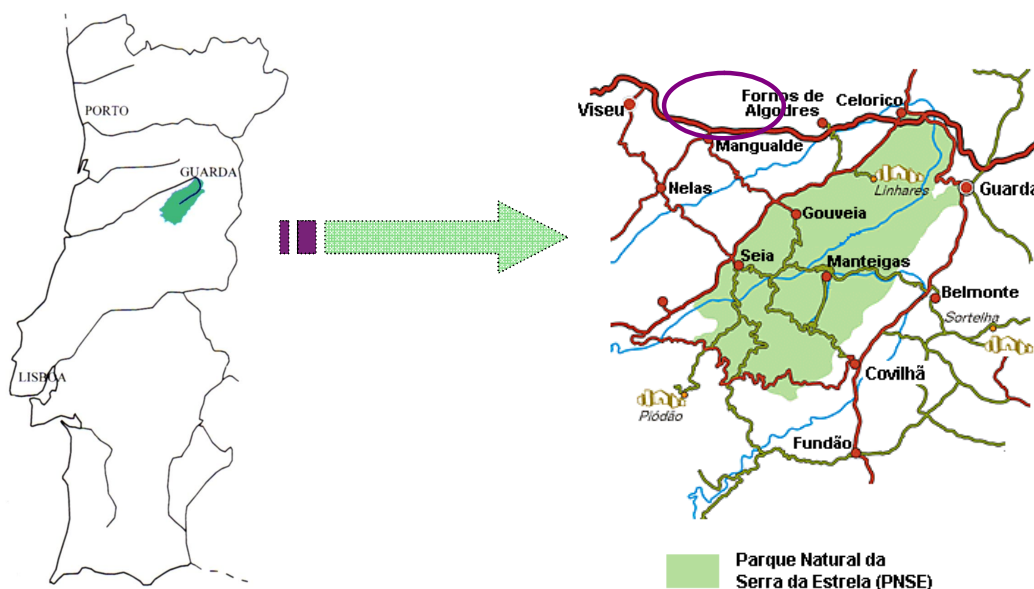 PORTO
GUARDA
LISBOA
Viseu
Fornos de
Algodres
Celorico
Mangualde
Nelas
Linhares
Guarda
Gouveia
Seia
Manteigas
Belmonte
Sortelha
Covilhã
Piódão
Fundão
Parque Natural da
Serra da Estrela (PNSE)